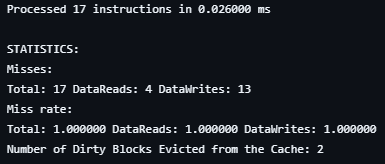 Processed 17 instructions in 0.026000 ms
STATISTICS:
Misses:
Total: 17 DataReads: 4 DataWrites: 13
Miss rate:
Total: 1.000000 DataReads: 1.000000 DataWrites: 1.000000
Number of Dirty Blocks Evicted from the Cache: 2